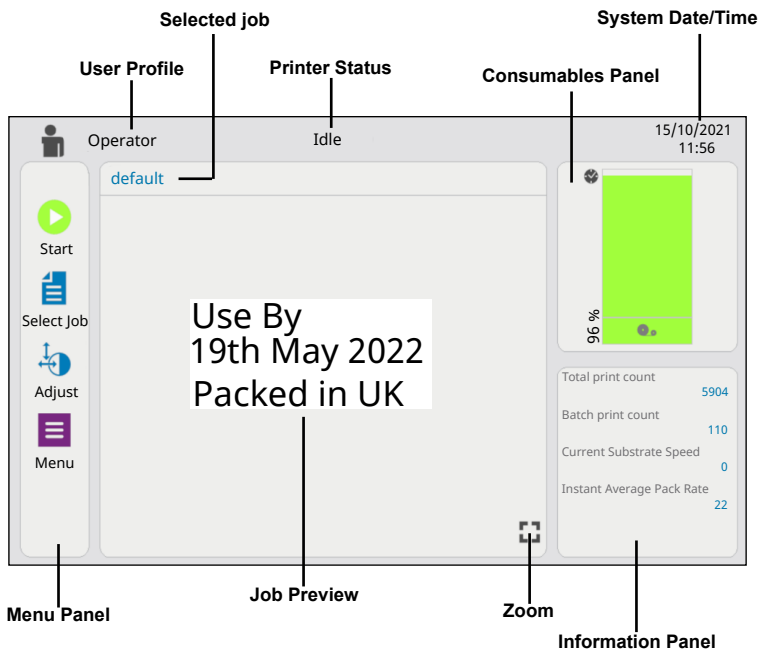 Selected job
System Date/Time
User Profile
Printer Status
Consumables Panel
Operator
Idle
15/10/2021
11:56
default
Start
Select Job
Adjust
Menu
Use By
19th May 2022
Packed in UK
96 %
Total print count
5904
Batch print count
110
Current Substrate Speed
0
Instant Average Pack Rate
22
Menu Panel
Job Preview
Zoom
Information Panel